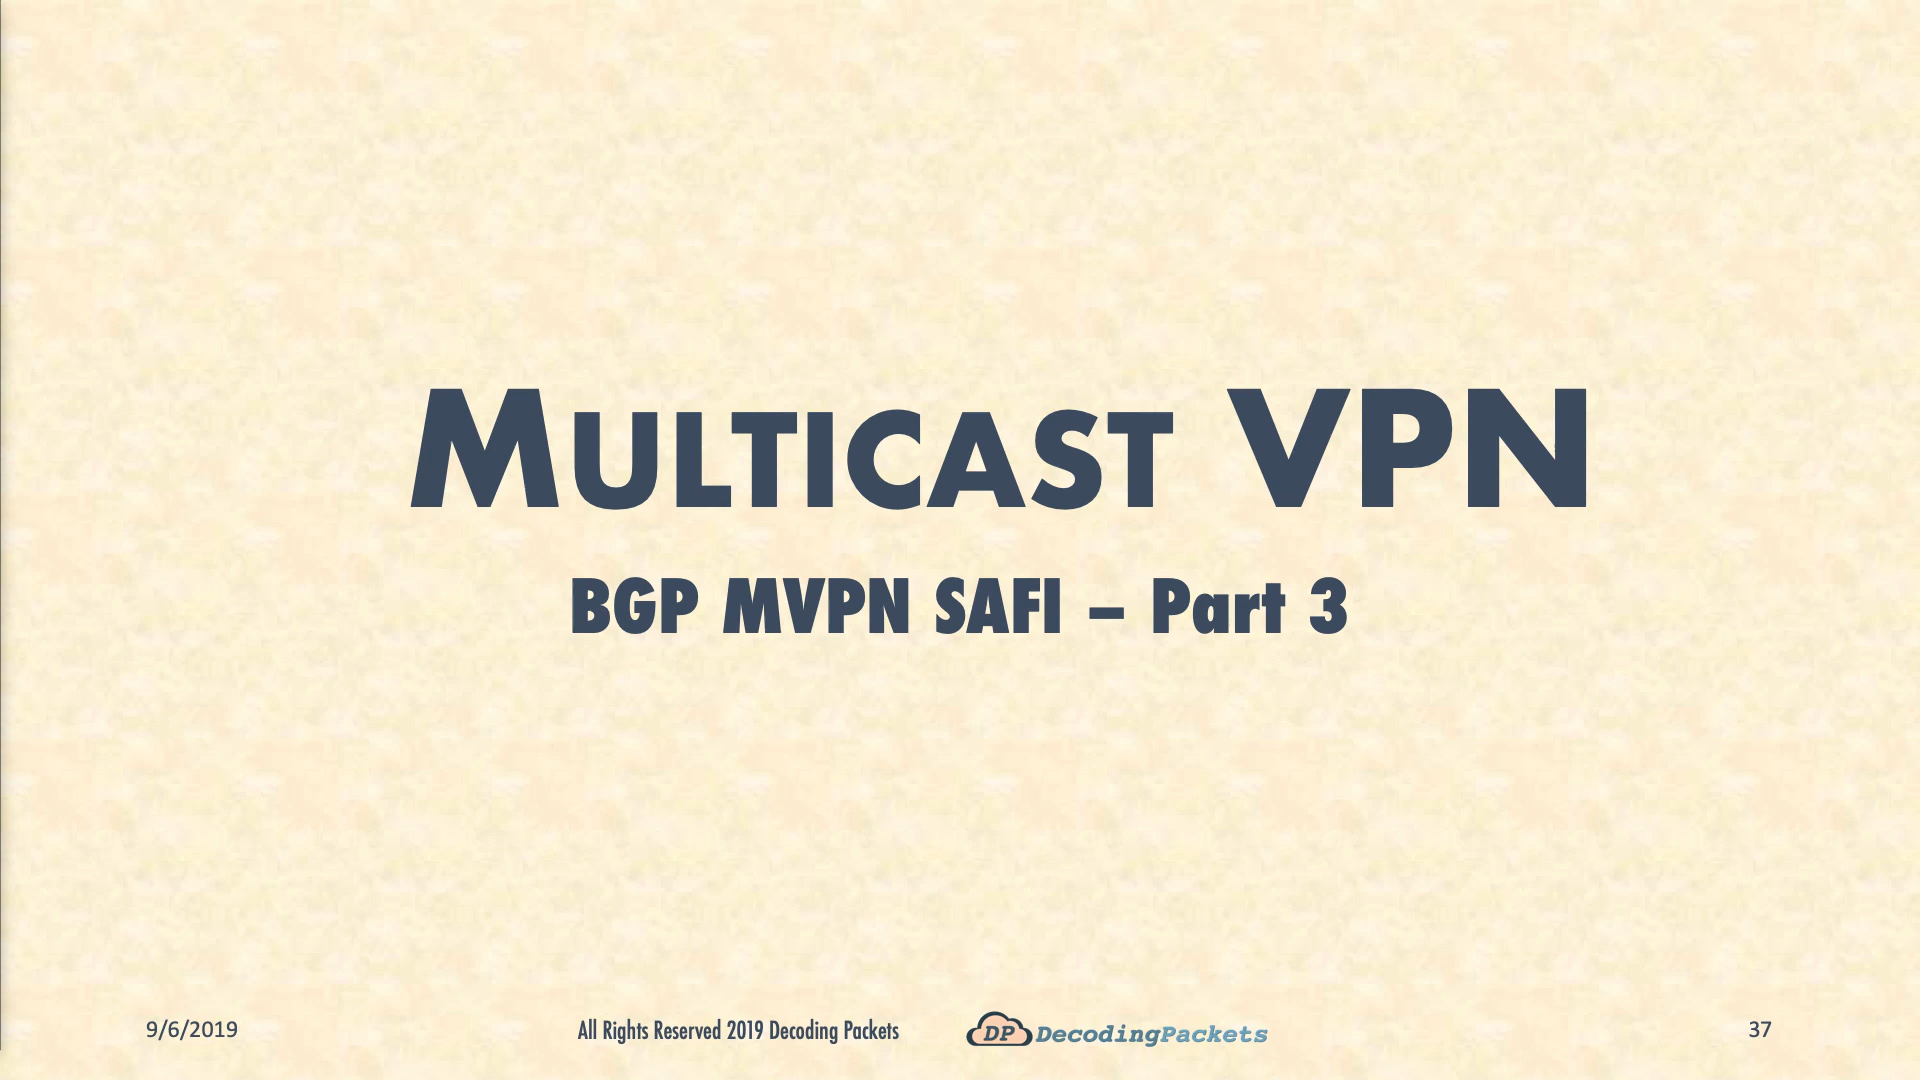 Multicast VPN
BGP MVPN SAFI – Part 3
9/6/2019
All Rights Reserved 2019 Decoding Packets
DP DecodingPackets
37